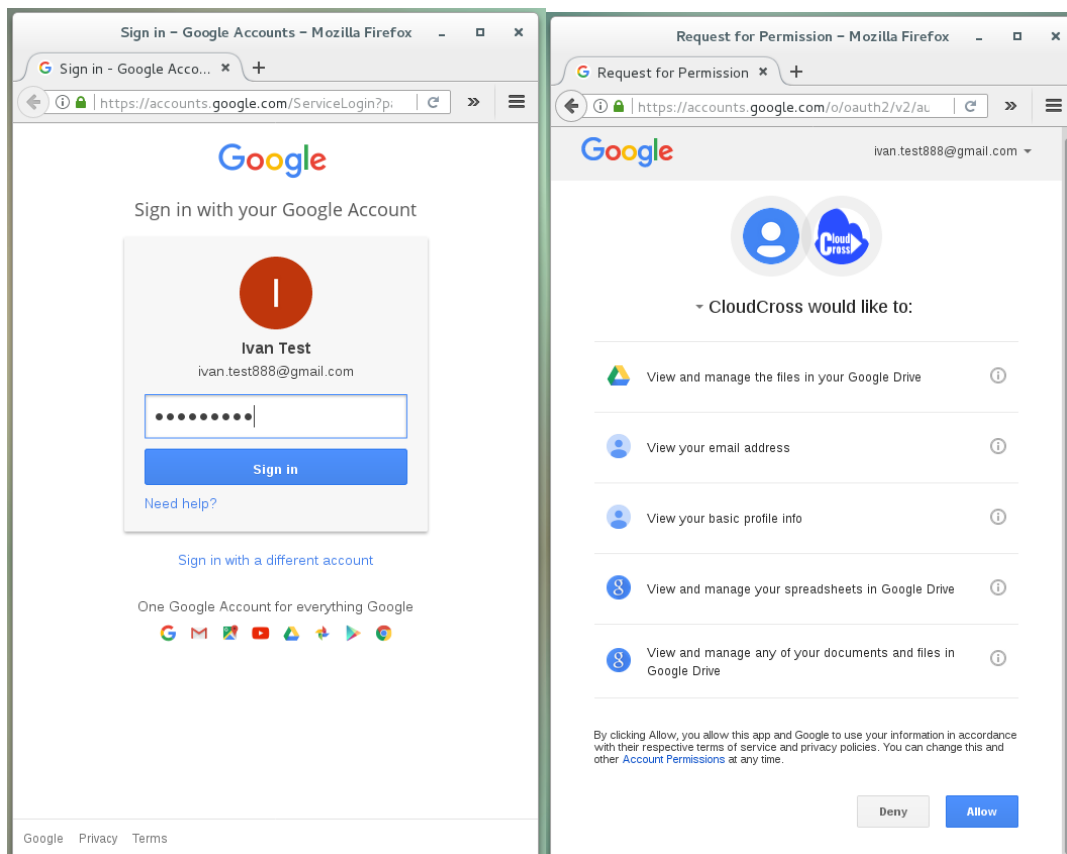 Sign in – Google Accounts – Mozilla Firefox
Sign in - Google Acco...
https://accounts.google.com/ServiceLogin?pa
Google
Sign in with your Google Account
I
Ivan Test
ivan.test888@gmail.com
Sign in
Need help?
Sign in with a different account
One Google Account for everything Google
Google Privacy Terms
Request for Permission – Mozilla Firefox
Request for Permission
https://accounts.google.com/o/oauth2/v2/au
Google
ivan.test888@gmail.com
Cloud
Cross
CloudCross would like to:
View and manage the files in your Google Drive
View your email address
View your basic profile info
View and manage your spreadsheets in Google Drive
View and manage any of your documents and files in
Google Drive
By clicking Allow, you allow this app and Google to use your information in accordance
with their respective terms of service and privacy policies. You can change this and
other Account Permissions at any time.
Deny
Allow